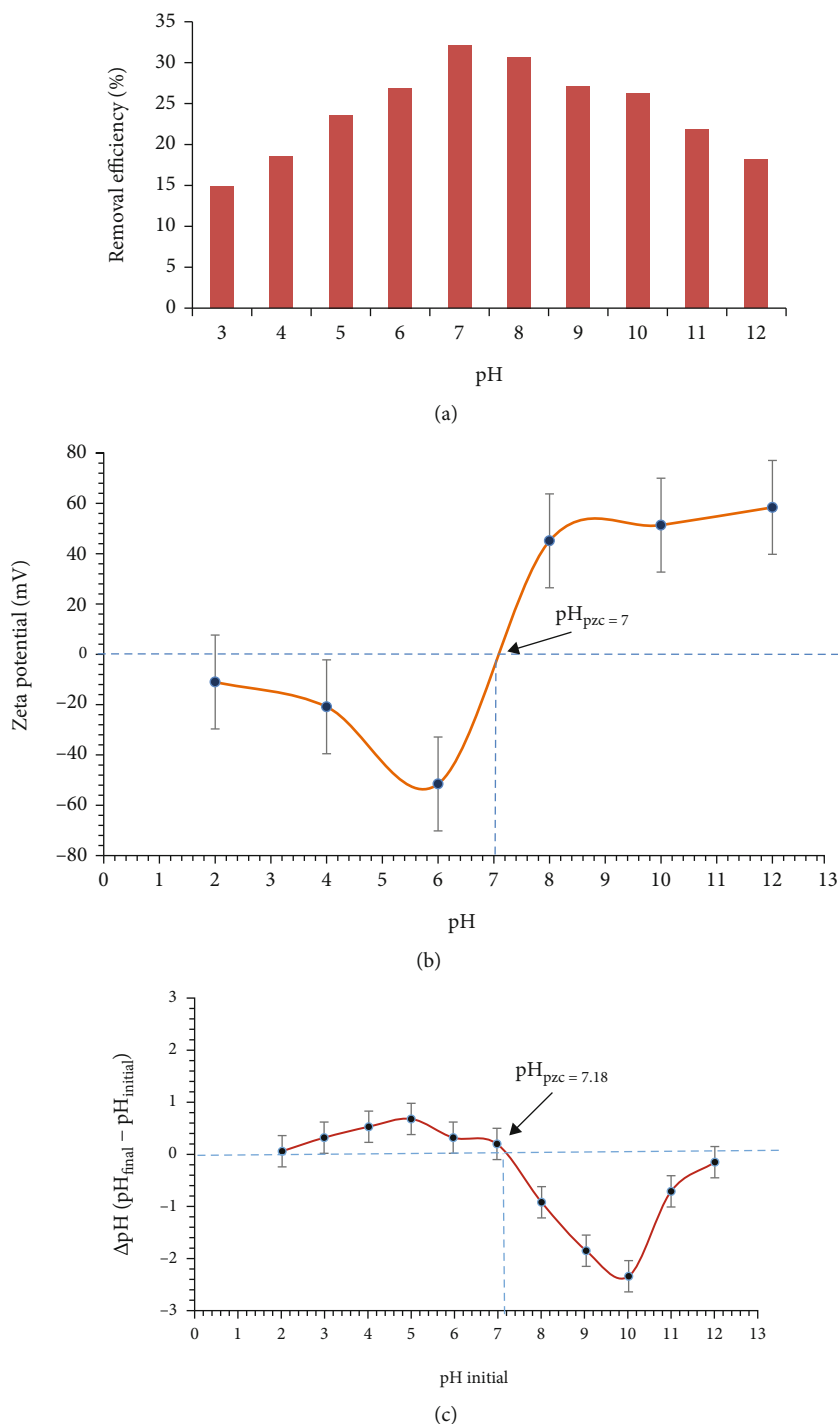 35
30
25
20
15
10
5
0
Removal efficiency (%)
3 4 5 6 7 8 9 10 11 12
pH
(a)
80
60
40
20
0
–20
–40
–60
–80
Zeta potential (mV)
pHpzc = 7
0 1 2 3 4 5 6 7 8 9 10 11 12 13
pH
(b)
3
2
1
0
–1
–2
–3
ΔpH (pHfinal – pHinitial)
pHpzc = 7.18
0 1 2 3 4 5 6 7 8 9 10 11 12 13
pH initial
(c)